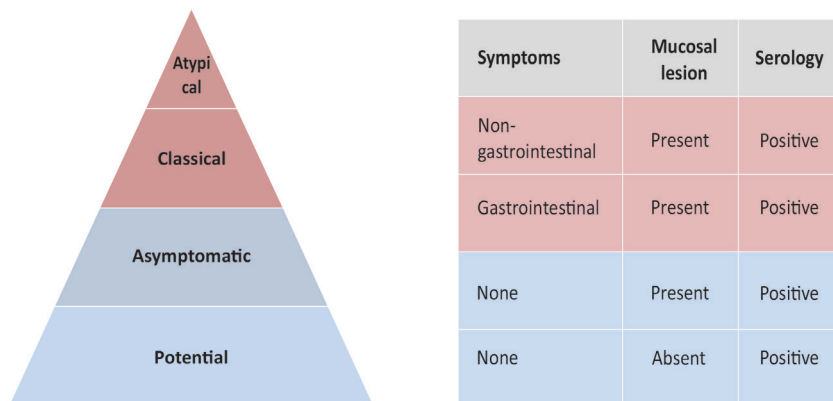 Atypi
cal
Classical
Asymptomatic
Potential
Symptoms Mucosal lesion Serology
Non-gastrointestinal Present Positive
Gastrointestinal Present Positive
None Present Positive
None Absent Positive